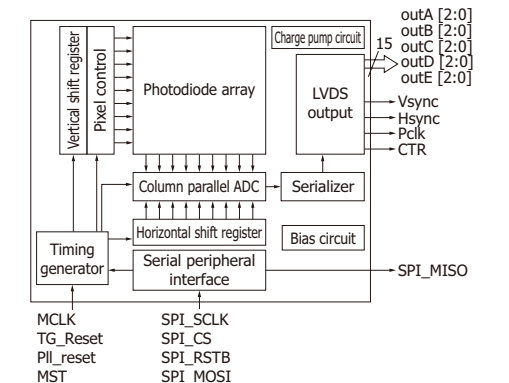 outA [2:0]
outB [2:0]
outC [2:0]
outD [2:0]
outE [2:0]
15
Charge pump circuit
Vertical shift register
Pixel control
Photodiode array
LVDS
output
Vsync
Hsync
Pclk
CTR
Column parallel ADC
Serializer
Horizontal shift register
Bias circuit
Timing
generator
Serial peripheral
interface
SPI_MISO
MCLK
TG_Reset
Pll_reset
MST
SPI_SCLK
SPI_CS
SPI_RSTB
SPI_MOSI